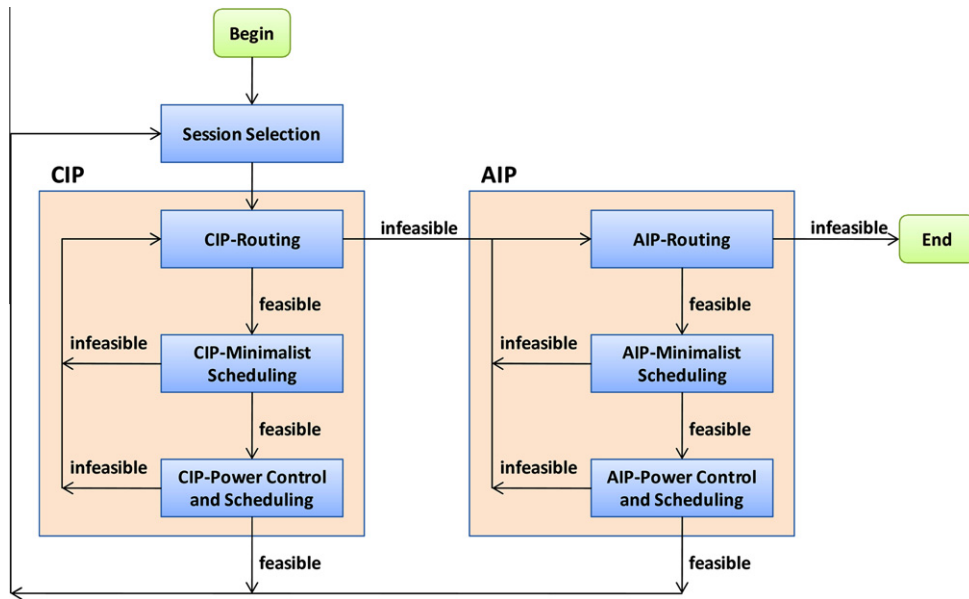 Begin
Session Selection
CIP
AIP
CIP-Routing
infeasible
AIP-Routing
infeasible
End
feasible
feasible
infeasible
CIP-Minimalist
Scheduling
infeasible
AIP-Minimalist
Scheduling
feasible
feasible
infeasible
CIP-Power Control
and Scheduling
infeasible
AIP-Power Control
and Scheduling
feasible
feasible